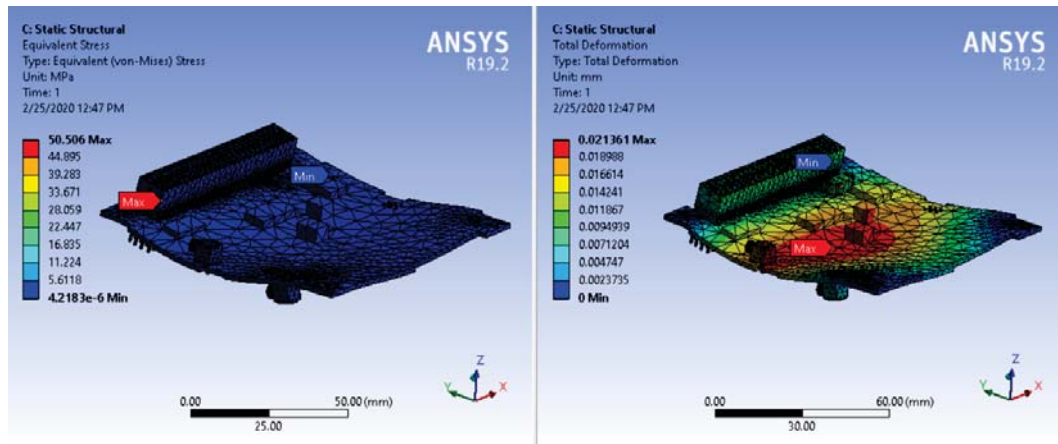 C: Static Structural
Equivalent Stress
Type: Equivalent (von-Mises) Stress
Unit: MPa
Time: 1
2/25/2020 12:47 PM
ANSYS
R19.2
50.506 Max
44.895
39.283
33.671
28.059
22.447
16.835
11.224
5.6118
4.2183e-6 Min
Max
Min
Z
Y
X
0.00
50.00 (mm)
25.00
C: Static Structural
Total Deformation
Type: Total Deformation
Unit: mm
Time: 1
2/25/2020 12:47 PM
ANSYS
R19.2
0.021361 Max
0.018988
0.016614
0.014241
0.011867
0.0094939
0.0071204
0.004747
0.0023735
0 Min
Min
Max
Z
Y
X
0.00
60.00 (mm)
30.00